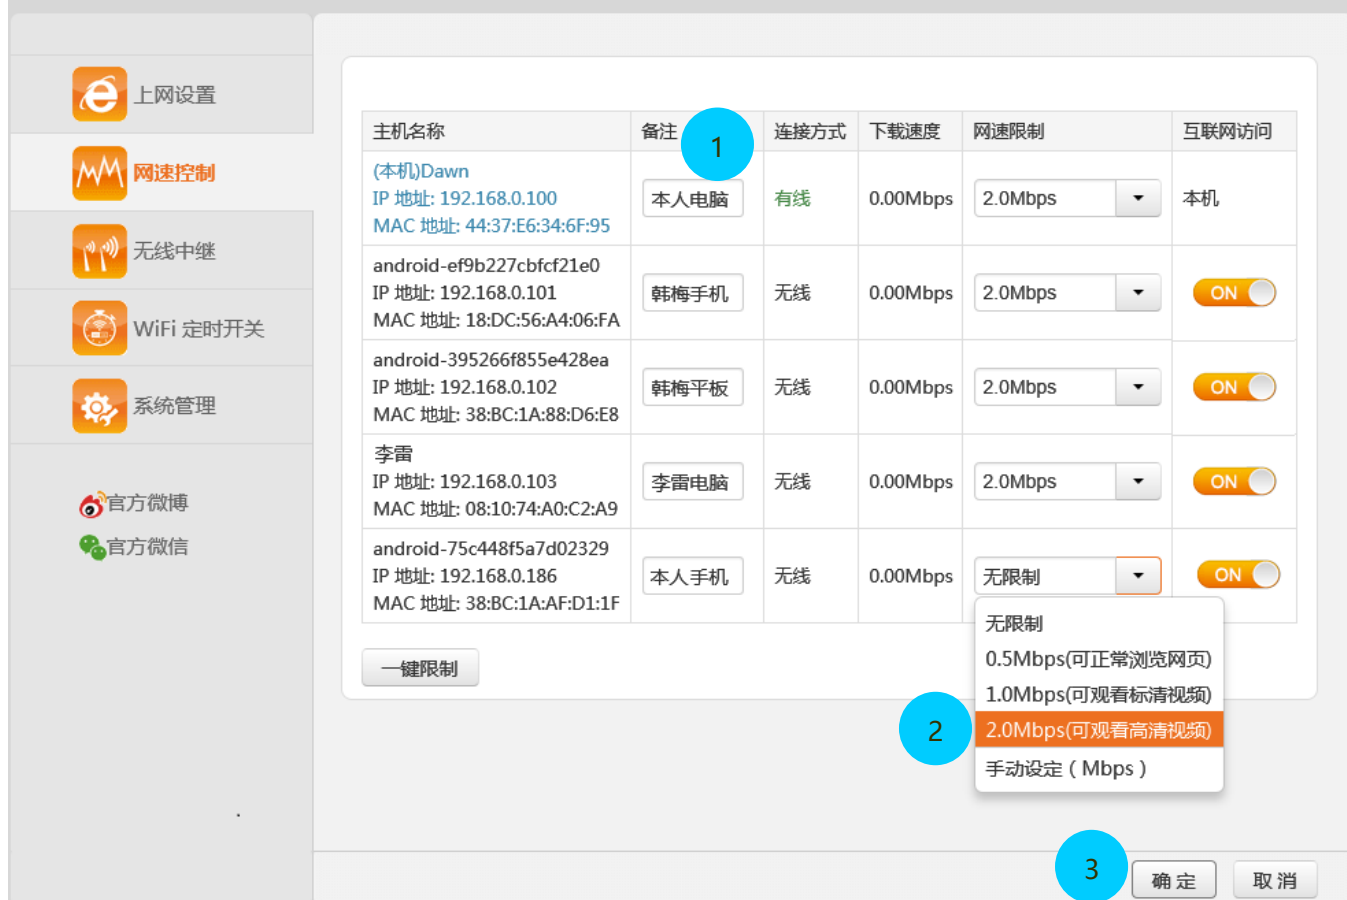 上网设置
网速控制
无线中继
WiFi 定时开关
系统管理
官方微博
官方微信
主机名称 备注 1 连接方式 下载速度 网速限制 互联网访问
(本机)Dawn
IP 地址: 192.168.0.100
MAC 地址: 44:37:E6:34:6F:95
本人电脑 有线 0.00Mbps 2.0Mbps 本机
android-ef9b227cbfcf21e0
IP 地址: 192.168.0.101
MAC 地址: 18:DC:56:A4:06:FA
韩梅手机 无线 0.00Mbps 2.0Mbps ON
android-395266f855e428ea
IP 地址: 192.168.0.102
MAC 地址: 38:BC:1A:88:D6:E8
韩梅平板 无线 0.00Mbps 2.0Mbps ON
李雷
IP 地址: 192.168.0.103
MAC 地址: 08:10:74:A0:C2:A9
李雷电脑 无线 0.00Mbps 2.0Mbps ON
android-75c448f5a7d02329
IP 地址: 192.168.0.186
MAC 地址: 38:BC:1A:AF:D1:1F
本人手机 无线 0.00Mbps 无限制 ON
无限制
0.5Mbps(可正常浏览网页)
1.0Mbps(可观看标清视频)
2 2.0Mbps(可观看高清视频)
手动设定 ( Mbps )
一键限制
3 确 定 取 消